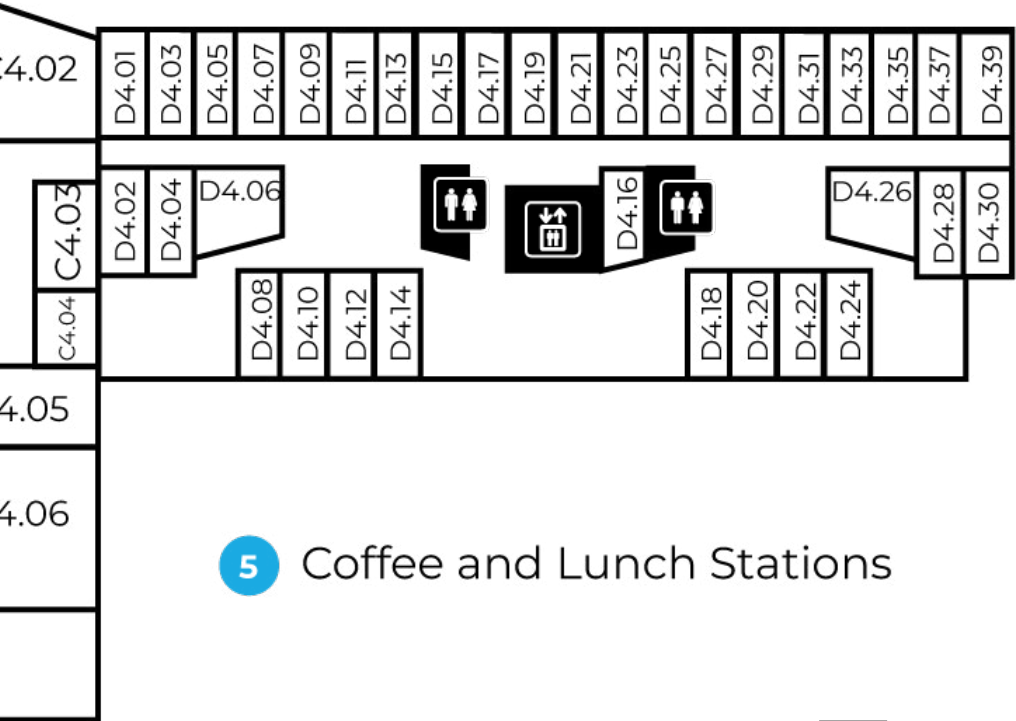 D4.01
D4.03
D4.05
D4.07
D4.09
D4.11
D4.13
D4.15
D4.17
D4.19
D4.21
D4.23
D4.25
D4.27
D4.29
D4.31
D4.33
D4.35
D4.37
D4.39
C4.02
D4.02
D4.04
D4.06
D4.16
D4.26
D4.28
D4.30
C4.03
D4.08
D4.10
D4.12
D4.14
D4.18
D4.20
D4.22
D4.24
C4.04
4.05
4.06
5 Coffee and Lunch Stations